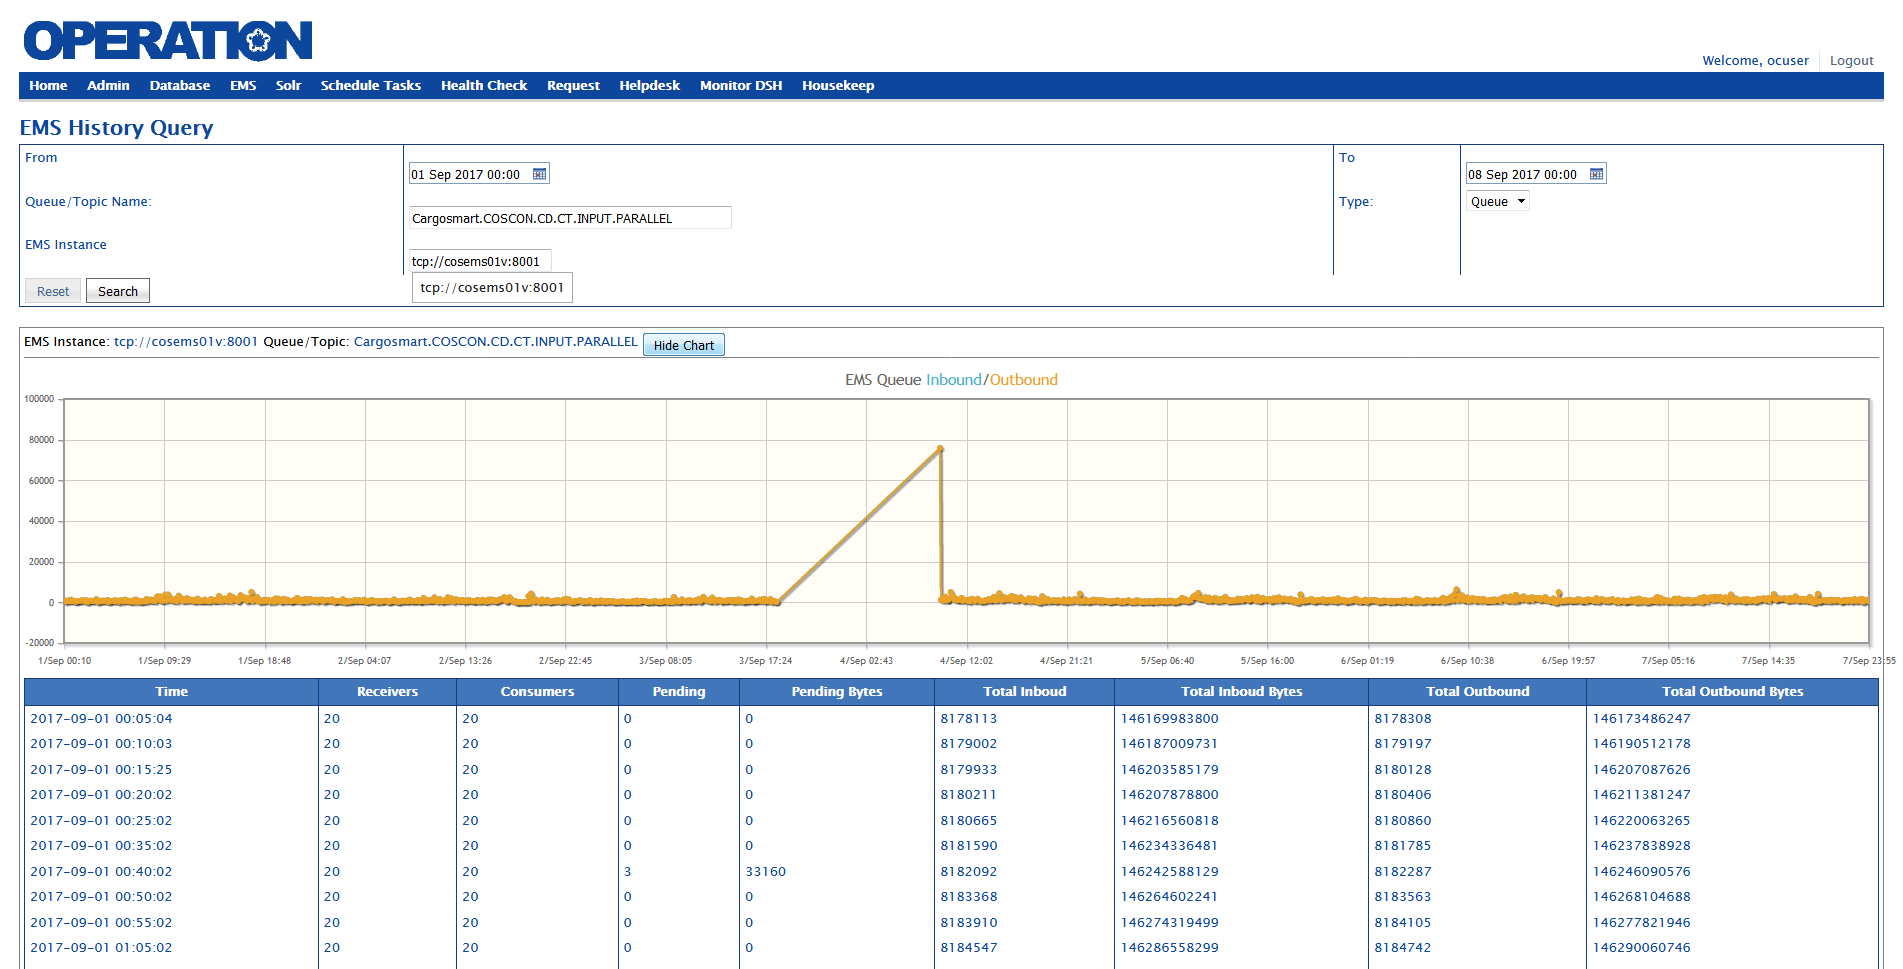 OPERATION
Welcome, ocuser Logout
Home Admin Database EMS Solr Schedule Tasks Health Check Request Helpdesk Monitor DSH Housekeep
EMS History Query
From 01 Sep 2017 00:00 To 08 Sep 2017 00:00
Queue/Topic Name: Cargosmart.COSCON.CD.CT.INPUT.PARALLEL Type: Queue
EMS Instance tcp://cosems01v:8001
Reset Search tcp://cosems01v:8001
EMS Instance: tcp://cosems01v:8001 Queue/Topic: Cargosmart.COSCON.CD.CT.INPUT.PARALLEL Hide Chart
EMS Queue Inbound/Outbound
100000
80000
60000
40000
20000
0
-20000
1/Sep 00:10 1/Sep 09:29 1/Sep 18:48 2/Sep 04:07 2/Sep 13:26 2/Sep 22:45 3/Sep 08:05 3/Sep 17:24 4/Sep 02:43 4/Sep 12:02 4/Sep 21:21 5/Sep 06:40 5/Sep 16:00 6/Sep 01:19 6/Sep 10:38 6/Sep 19:57 7/Sep 05:16 7/Sep 14:35 7/Sep 23:55
Time Receivers Consumers Pending Pending Bytes Total Inboud Total Inboud Bytes Total Outbound Total Outbound Bytes
2017-09-01 00:05:04 20 20 0 0 8178113 146169983800 8178308 146173486247
2017-09-01 00:10:03 20 20 0 0 8179002 146187009731 8179197 146190512178
2017-09-01 00:15:25 20 20 0 0 8179933 146203585179 8180128 146207087626
2017-09-01 00:20:02 20 20 0 0 8180211 146207878800 8180406 146211381247
2017-09-01 00:25:02 20 20 0 0 8180665 146216560818 8180860 146220063265
2017-09-01 00:35:02 20 20 0 0 8181590 146234336481 8181785 146237838928
2017-09-01 00:40:02 20 20 3 33160 8182092 146242588129 8182287 146246090576
2017-09-01 00:50:02 20 20 0 0 8183368 146264602241 8183563 146268104688
2017-09-01 00:55:02 20 20 0 0 8183910 146274319499 8184105 146277821946
2017-09-01 01:05:02 20 20 0 0 8184547 146286558299 8184742 146290060746